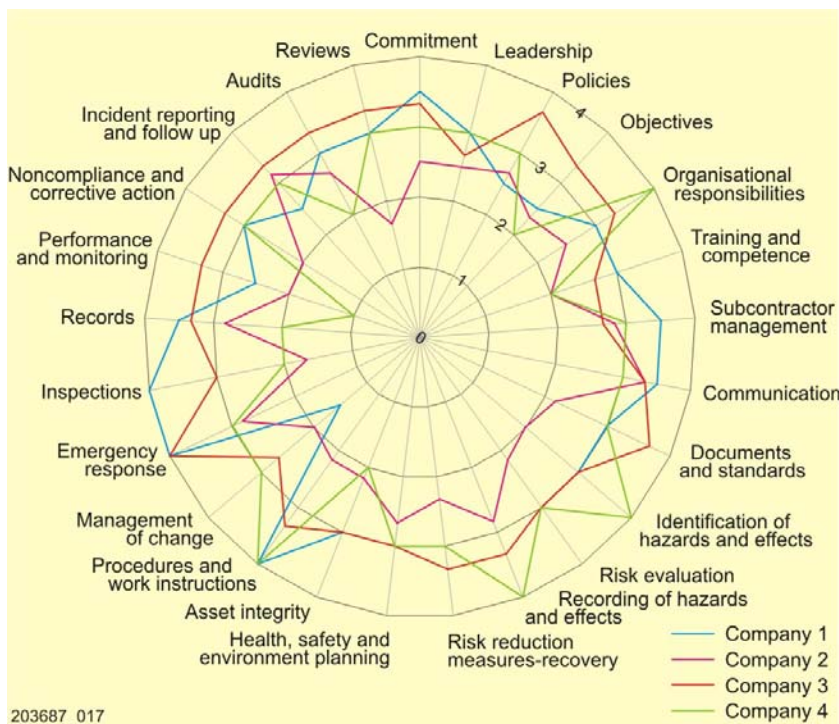 Commitment
Leadership
Policies
Objectives
Organisational
responsibilities
Training and
competence
Subcontractor
management
Communication
Documents
and standards
Identification of
hazards and effects
Risk evaluation
Recording of hazards
and effects
Risk reduction
measures-recovery
Health, safety and
environment planning
Asset integrity
Procedures and
work instructions
Management
of change
Emergency
response
Inspections
Records
Performance
and monitoring
Noncompliance and
corrective action
Incident reporting
and follow up
Audits
Reviews
4
3
2
1
0
Company 1
Company 2
Company 3
Company 4
203687_017